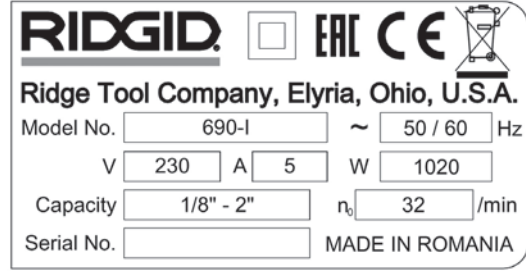 RIDGID. EAC CE
Ridge Tool Company, Elyria, Ohio, U.S.A.
Model No. 690-I ~ 50 / 60 Hz
V 230 A 5 W 1020
Capacity 1/8" - 2" n₀ 32 /min
Serial No. MADE IN ROMANIA